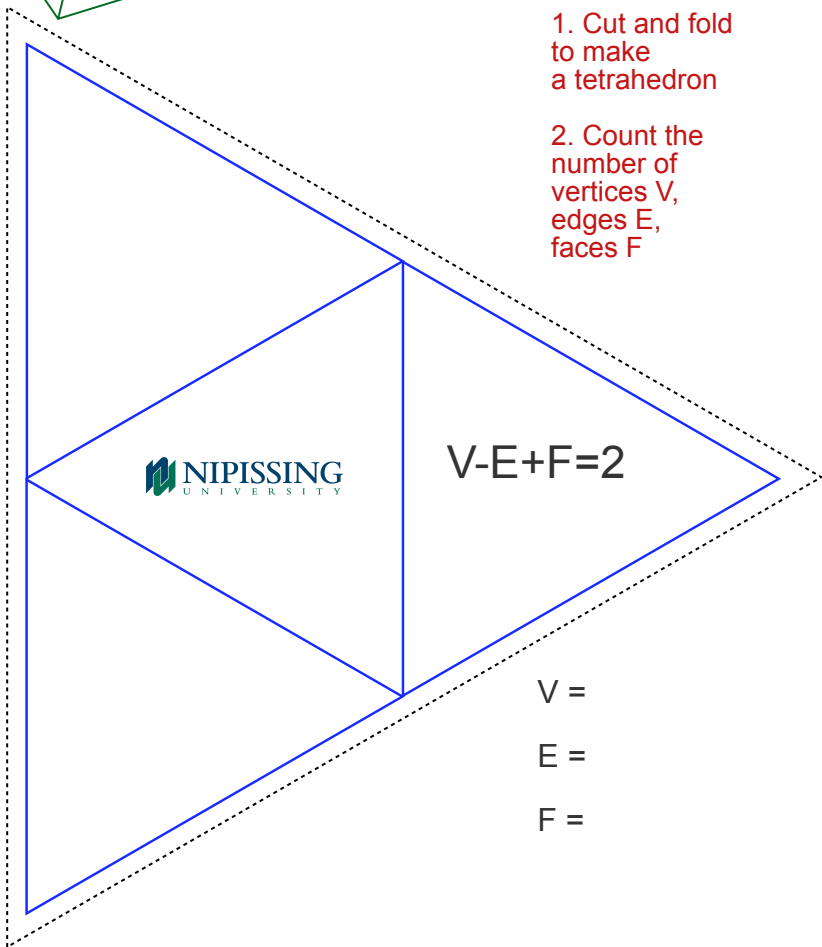 1. Cut and fold
to make
a tetrahedron
2. Count the
number of
vertices V,
edges E,
faces F
NIPISSING
UNIVERSITY
V-E+F=2
V =
E =
F =